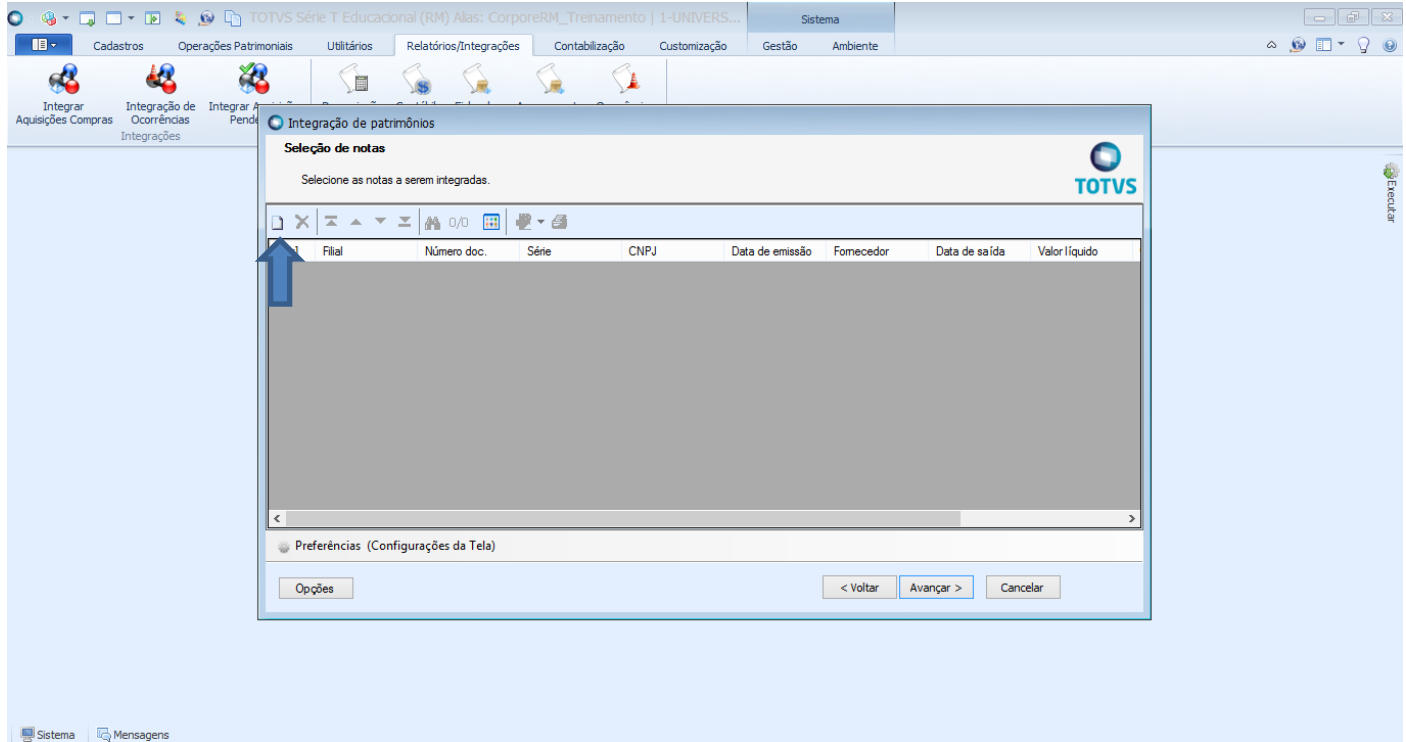 TOTVS Série T Educacional (RM) Alias: CorporeRM_Treinamento | 1-UNIVERS...
Sistema
Cadastros Operações Patrimoniais Utilitários Relatórios/Integrações Contabilização Customização Gestão Ambiente
Integrar Aquisições Compras
Integração de Ocorrências
Integrar
Integrações
Executar
Integração de patrimônios
Seleção de notas
Selecione as notas a serem integradas.
TOTVS
0/0
Filial Número doc. Série CNPJ Data de emissão Fornecedor Data de saída Valor líquido
Preferências (Configurações da Tela)
Opções < Voltar Avançar > Cancelar
Sistema Mensagens